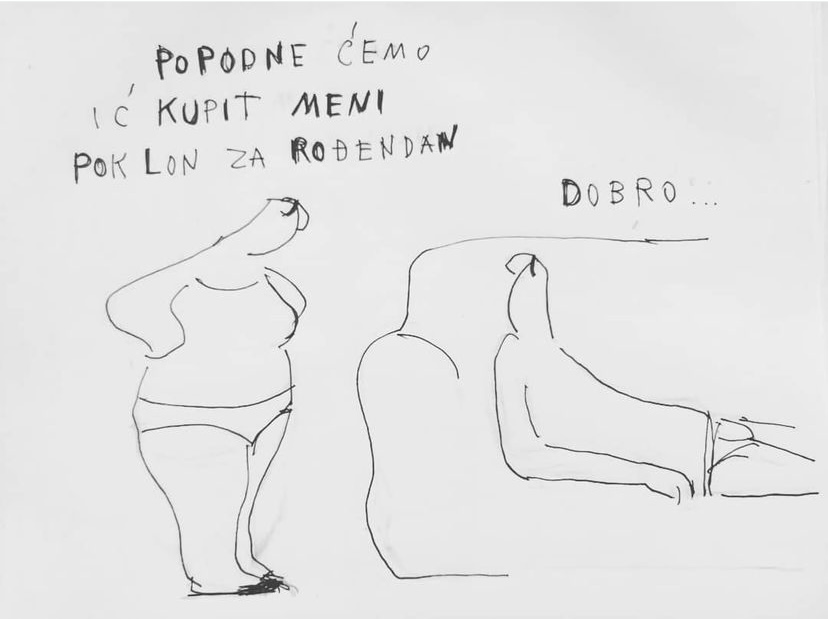 POPODNE ĆEMO
IĆ KUPIT MENI
POKLON ZA ROĐENDAN
DOBRO...